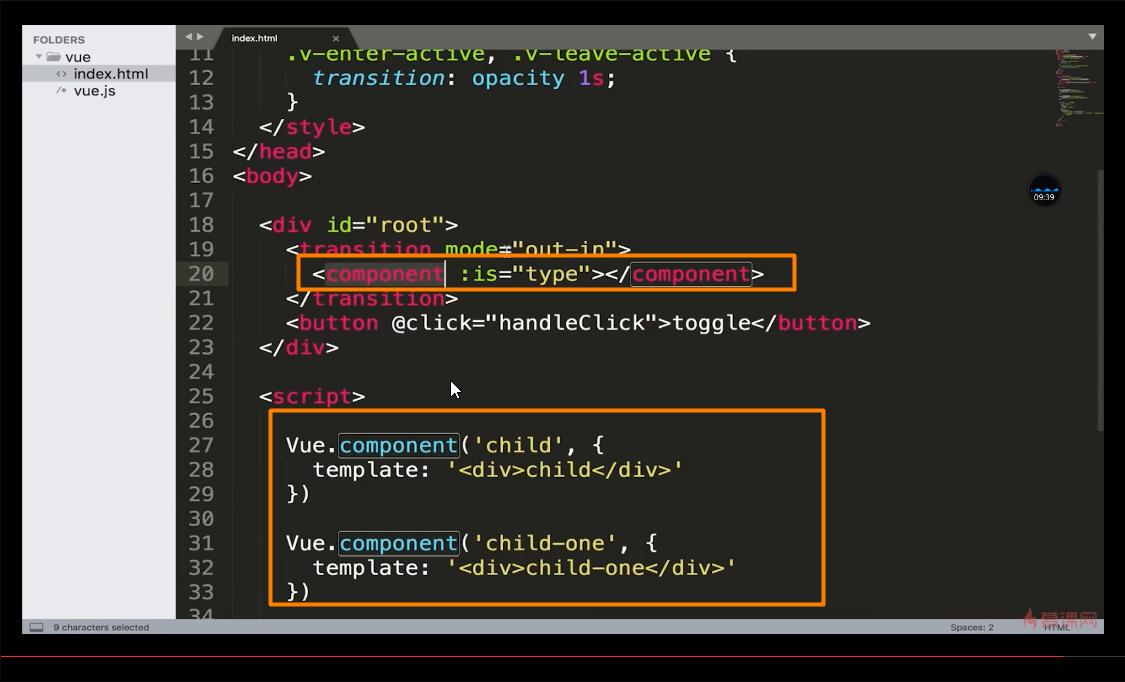 FOLDERS
vue
index.html
vue.js
index.html
11 .v-enter-active, .v-leave-active {
12 transition: opacity 1s;
13 }
14 </style>
15 </head>
16 <body>
17
18 <div id="root">
19 <transition mode="out-in">
20 <component :is="type"></component>
21 </transition>
22 <button @click="handleClick">toggle</button>
23 </div>
24
25 <script>
26
27 Vue.component('child', {
28 template: '<div>child</div>'
29 })
30
31 Vue.component('child-one', {
32 template: '<div>child-one</div>'
33 })
34
09:39
慕课网
9 characters selected
Spaces: 2
HTML